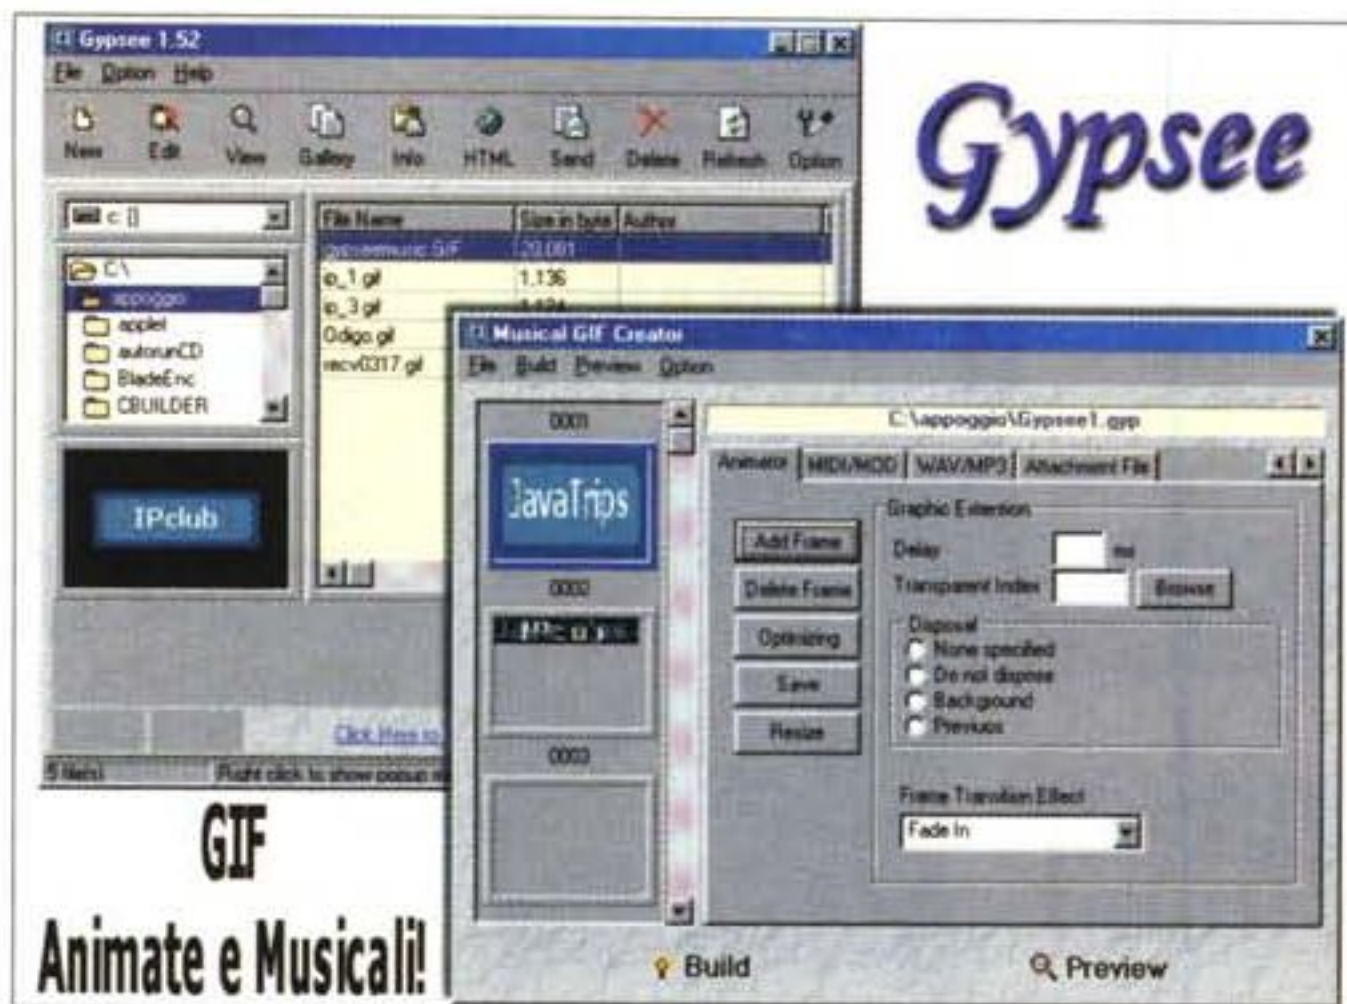 Gypsee 1.52
File Option Help
New Edit View Gallery Info HTML Send Delete Refresh Option
c: []
C:\
appoggio
applet
autorunCD
BladeEnc
CBUILDER
IPclub
File Name Size in byte Author
gypseemusic.GIF 20,081
ip_1.gif 1,136
ip_3.gif
Odigo.gif
recv0317.gif
Click Here to
5 file(s) Right click to show popup
Gypsee
Musical GIF Creator
File Build Preview Option
0001
JavaTrips
0002
0003
C:\appoggio\Gypsee1.gyp
Animator MIDI/MOD WAV/MP3 Attachment File
Add Frame
Delete Frame
Optimizing
Save
Resize
Graphic Extention
Delay ms
Transparent Index Browse
Disposal
None specified
Do not dispose
Background
Previuos
Frame Transition Effect
Fade In
Build Preview
GIF
Animate e Musicali!